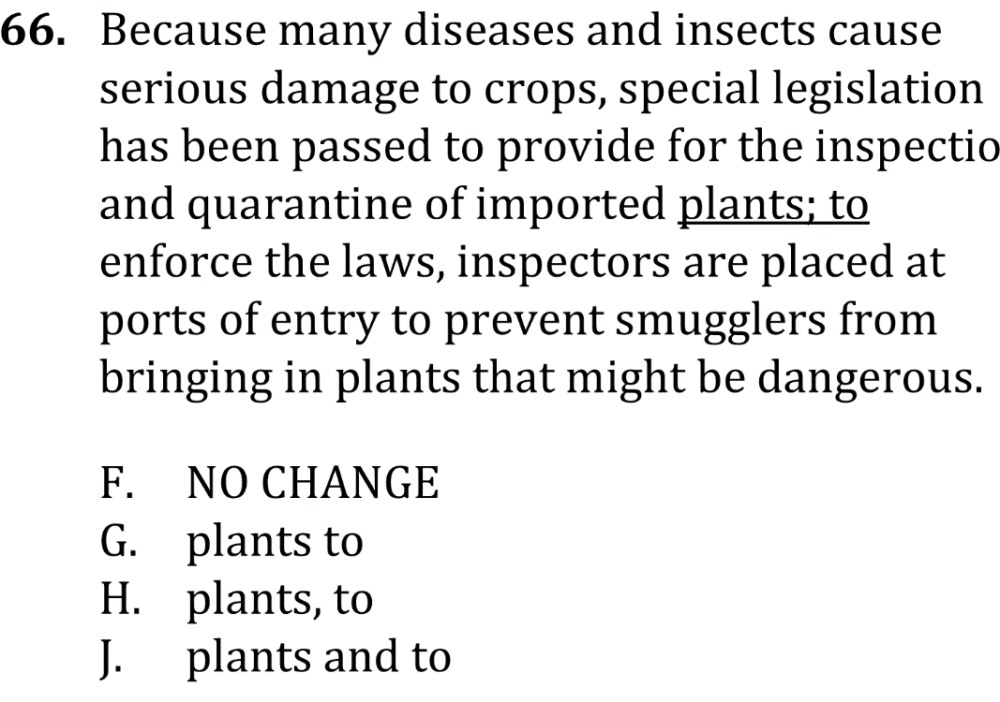 66. Because many diseases and insects cause
serious damage to crops, special legislation
has been passed to provide for the inspectio
and quarantine of imported plants; to
enforce the laws, inspectors are placed at
ports of entry to prevent smugglers from
bringing in plants that might be dangerous.
F. NO CHANGE
G. plants to
H. plants, to
J. plants and to